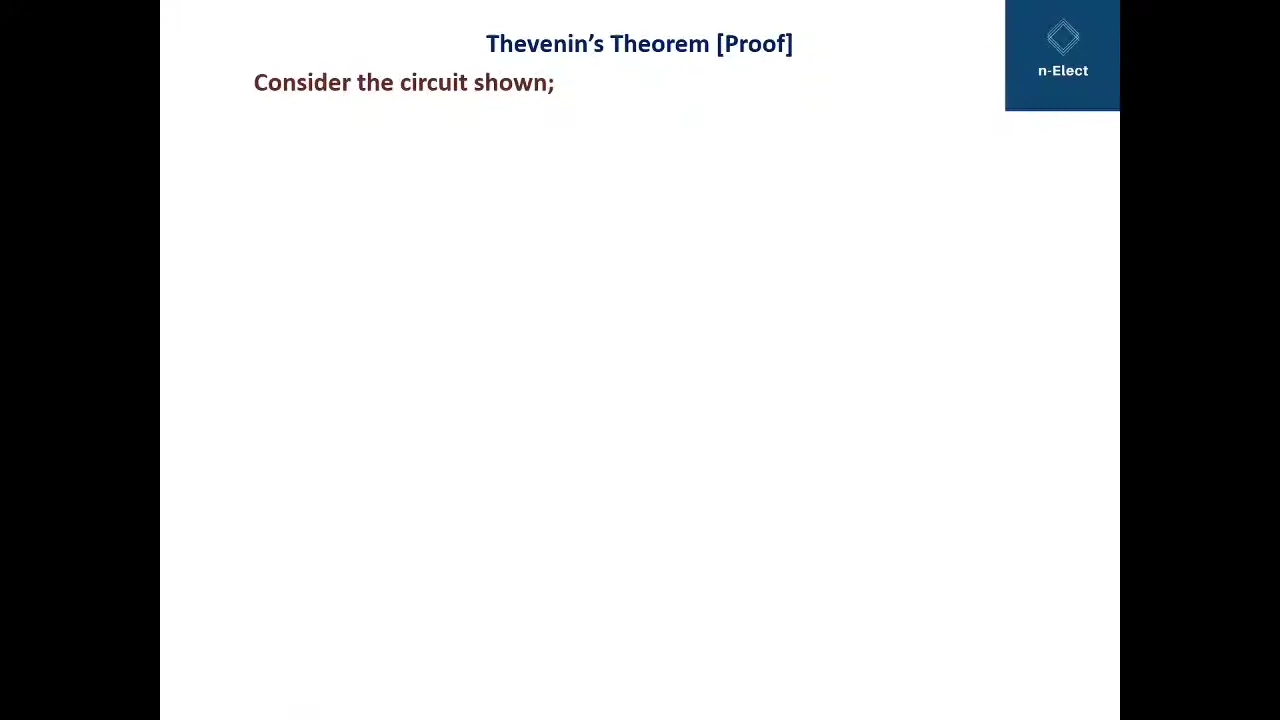 Thevenin’s Theorem [Proof]
n-Elect
Consider the circuit shown;